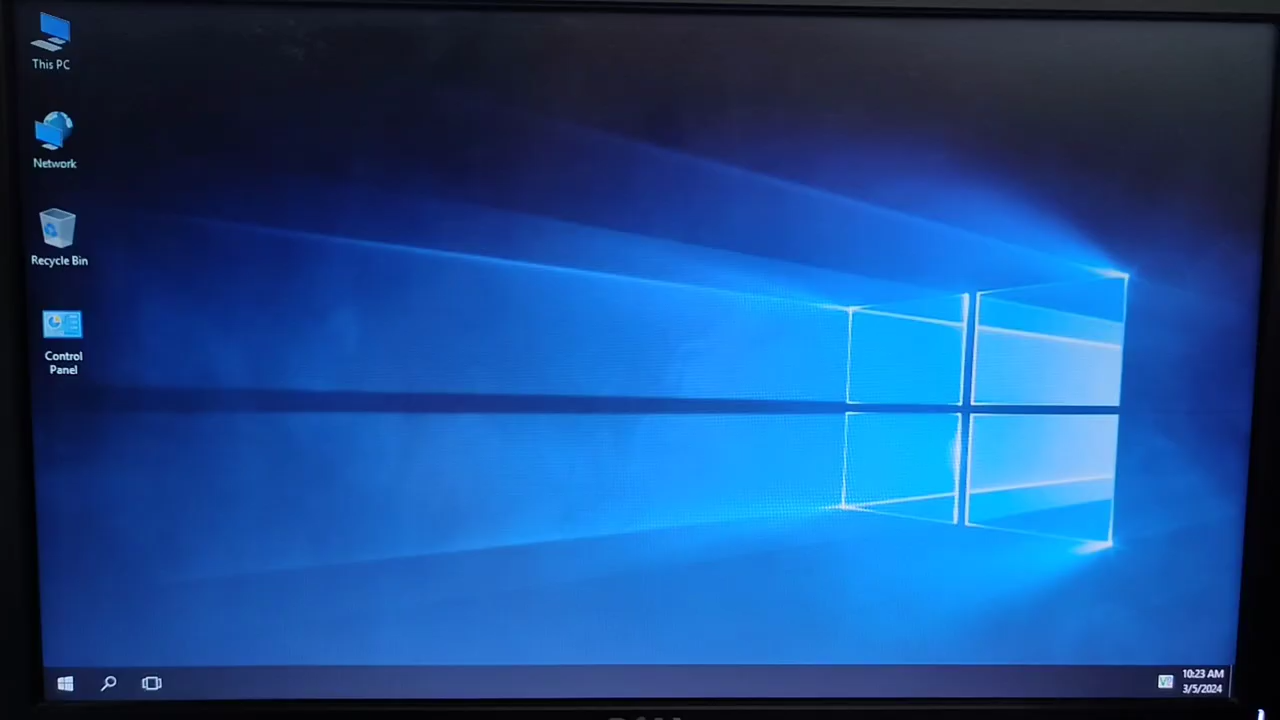 This PC
Network
Recycle Bin
Control
Panel
10:23 AM
3/5/2024